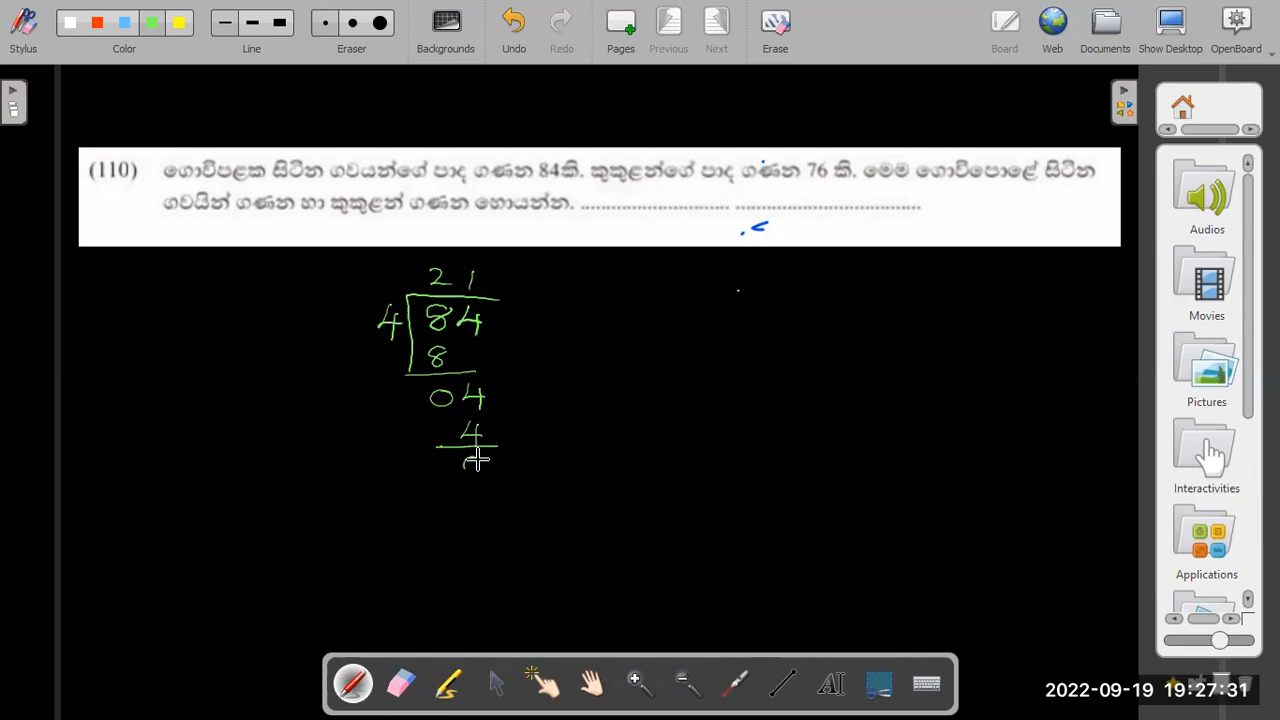 Stylus
Color
Line
Eraser
Backgrounds
Undo
Redo
Pages
Previous
Next
Erase
Board
Web
Documents
Show Desktop
OpenBoard
(110) ගොවිපළක සිටින ගවයන්ගේ පාද ගණන 84කි. කුකුළන්ගේ පාද ගණන 76 කි. මෙම ගොවිපොළේ සිටින
ගවයින් ගණන හා කුකුළන් ගණන හොයන්න. ............................. ....................................
21
4 84
8
04
4
Audios
Movies
Pictures
Interactivities
Applications
2022-09-19 19:27:31